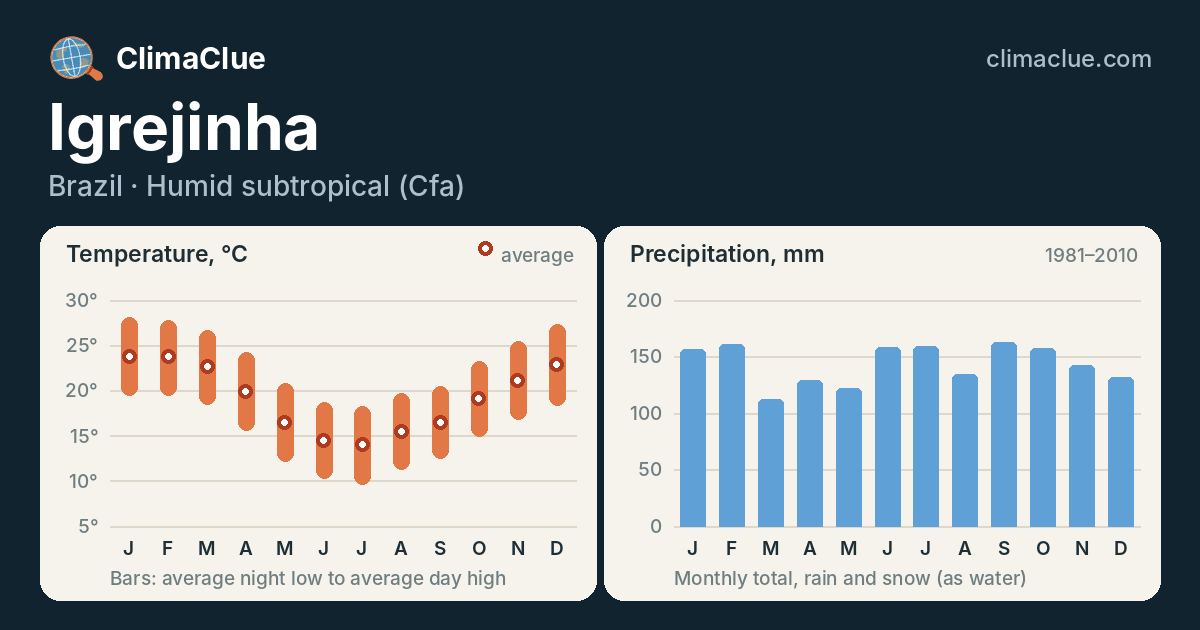 ClimaClue
climaclue.com
Igrejinha
Brazil · Humid subtropical (Cfa)
Temperature, °C
average
30°
25°
20°
15°
10°
5°
J F M A M J J A S O N D
Bars: average night low to average day high
Precipitation, mm
1981–2010
200
150
100
50
0
J F M A M J J A S O N D
Monthly total, rain and snow (as water)